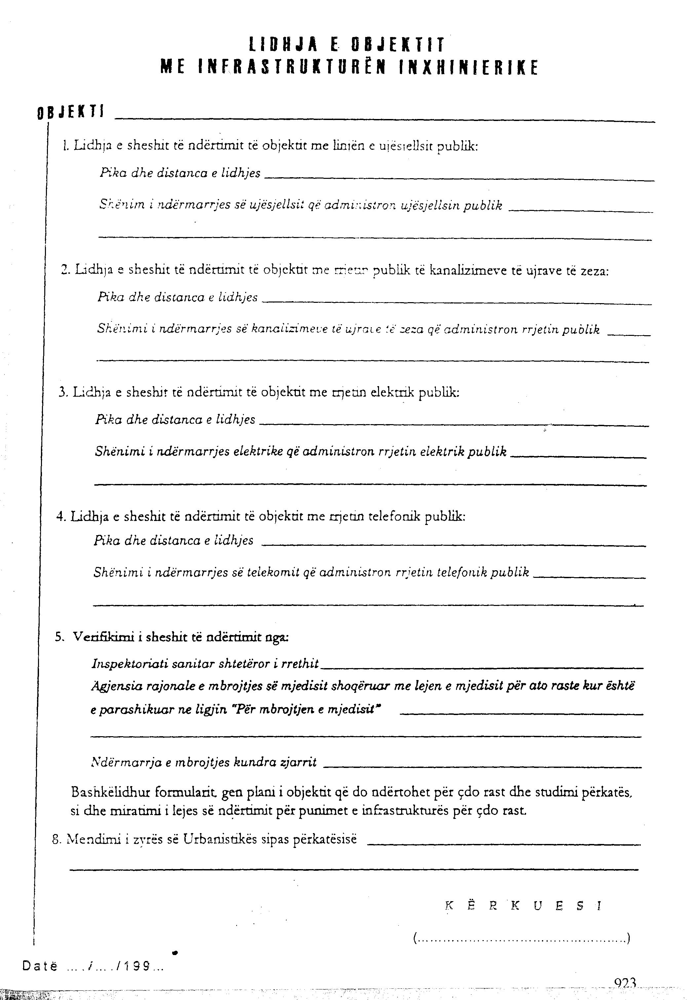 LIDHJA E OBJEKTIT
ME INFRASTRUKTURËN INXHINIERIKE
OBJEKTI
1. Lidhja e sheshit të ndërtimit të objektit me linjën e ujësjellsit publik:
Pika dhe distanca e lidhjes
Shënim i ndërmarrjes së ujësjellsit që administron ujësjellsin publik
2. Lidhja e sheshit të ndërtimit të objektit me rrjetin publik të kanalizimeve të ujrave të zeza:
Pika dhe distanca e lidhjes
Shënimi i ndërmarrjes së kanalizimeve të ujrave të zeza që administron rrjetin publik
3. Lidhja e sheshit të ndërtimit të objektit me rrjetin elektrik publik:
Pika dhe distanca e lidhjes
Shënimi i ndërmarrjes elektrike që administron rrjetin elektrik publik
4. Lidhja e sheshit të ndërtimit të objektit me rrjetin telefonik publik:
Pika dhe distanca e lidhjes
Shënimi i ndërmarrjes së telekomit që administron rrjetin telefonik publik
5. Verifikimi i sheshit të ndërtimit nga:
Inspektoriati sanitar shtetëror i rrethit
Agjensia rajonale e mbrojtjes së mjedisit shoqëruar me lejen e mjedisit për ato raste kur është
e parashikuar ne ligjin "Për mbrojtjen e mjedisit"
Ndërmarrja e mbrojtjes kundra zjarrit
Bashkëlidhur formularit, gen plani i objektit që do ndërtohet për çdo rast dhe studimi përkatës,
si dhe miratimi i lejes së ndërtimit për punimet e infrastrukturës për çdo rast.
8. Mendimi i zyrës së Urbanistikës sipas përkatësisë
KËRKUESI
(..................................................)
Datë ..../..../199...
923